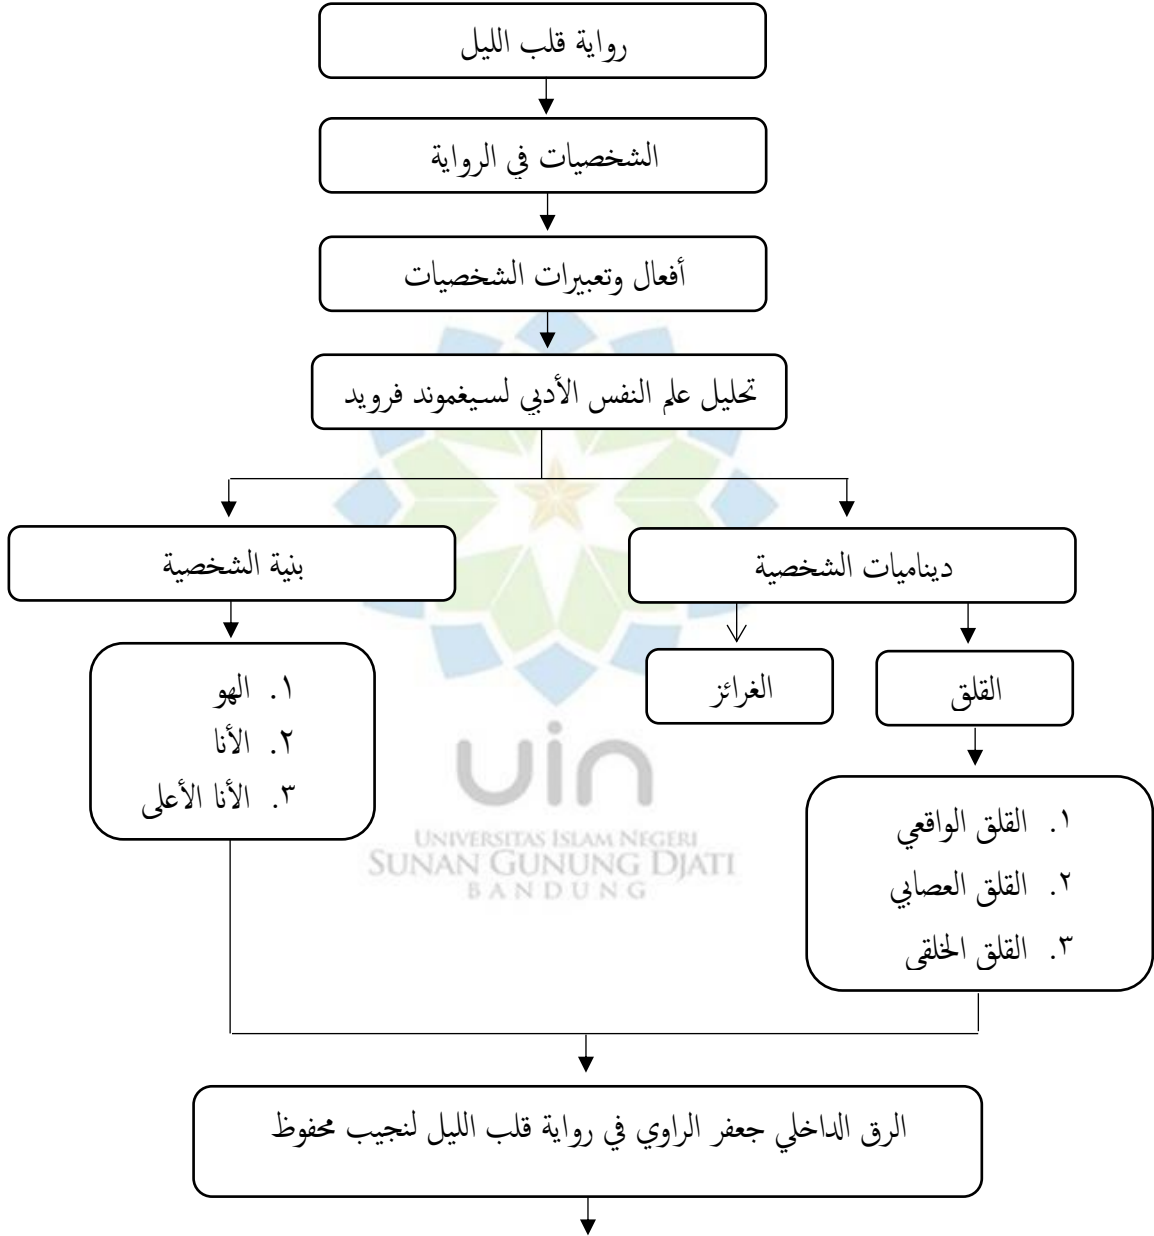 رواية قلب الليل
الشخصيات في الرواية
أفعال وتعبيرات الشخصيات
تحليل علم النفس الأدبي لسيغموند فرويد
ديناميات الشخصية
بنية الشخصية
القلق
الغرائز
١. الهو
٢. الأنا
٣. الأنا الأعلى
١. القلق الواقعي
٢. القلق العصابي
٣. القلق الخلقي
uin
UNIVERSITAS ISLAM NEGERI
SUNAN GUNUNG DJATI
BANDUNG
الرق الداخلي جعفر الراوي في رواية قلب الليل لنجيب محفوظ